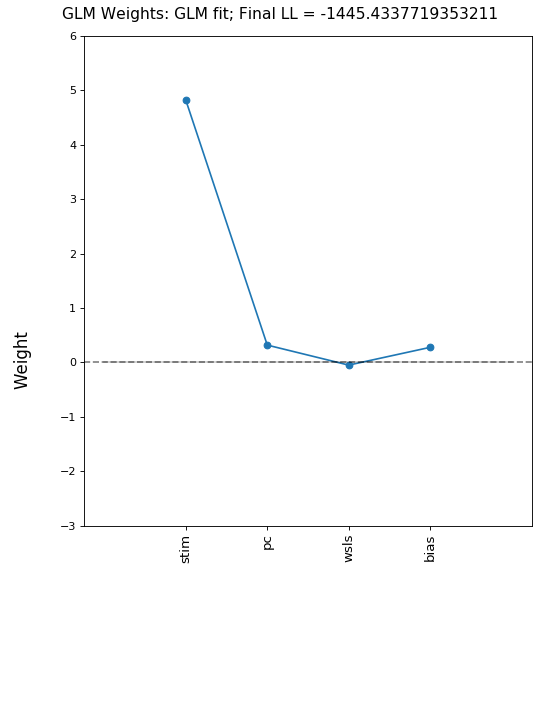 GLM Weights: GLM fit; Final LL = -1445.4337719353211
6
5
4
3
2
1
0
−1
−2
−3
Weight
stim
pc
wsls
bias